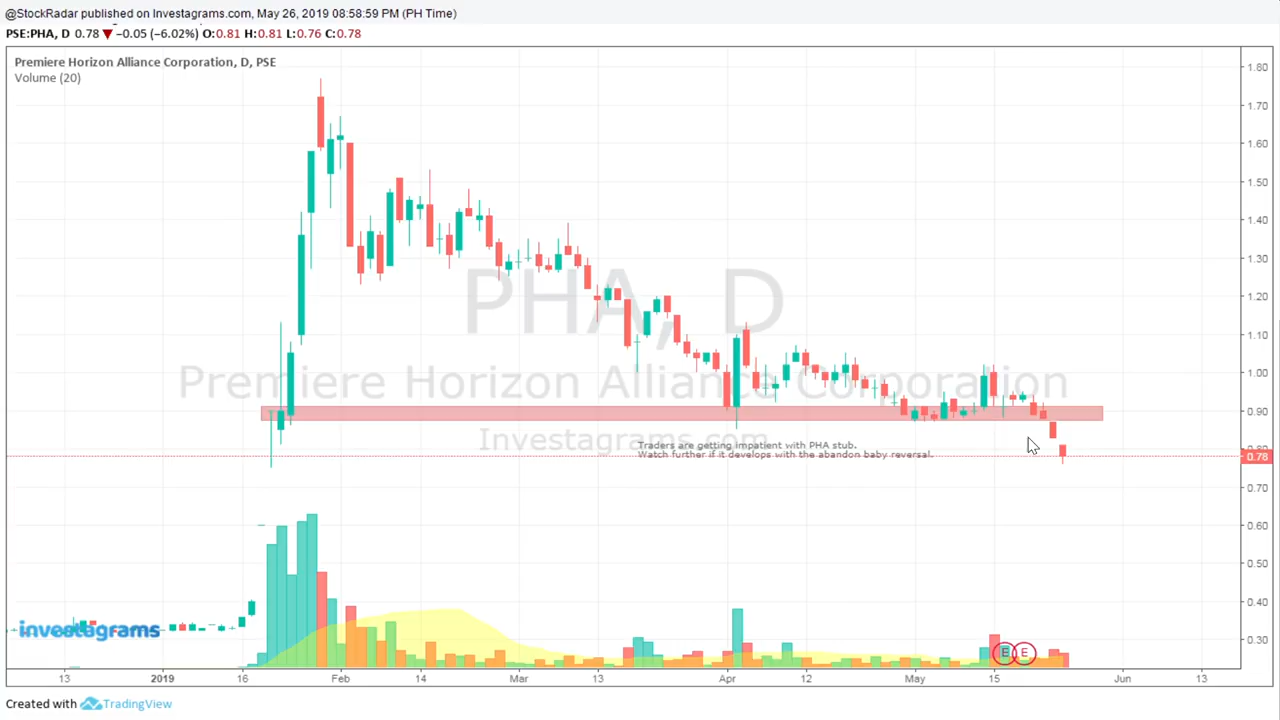 @StockRadar published on Investagrams.com, May 26, 2019 08:58:59 PM (PH Time)
PSE:PHA, D 0.78 ▼ −0.05 (−6.02%) O:0.81 H:0.81 L:0.76 C:0.78
Premiere Horizon Alliance Corporation, D, PSE
Volume (20)
1.80
1.70
1.60
1.50
1.40
1.30
PHA, D
1.20
1.10
1.00
Premiere Horizon Alliance Corporation
0.90
Investagrams.com
Traders are getting impatient with PHA stub.
0.80
Watch further if it develops with the abandon baby reversal.
0.78
0.70
0.60
0.50
0.40
investagrams
0.30
E E
13 2019 16 Feb 14 Mar 13 Apr 12 May 15 Jun 13
Created with TradingView